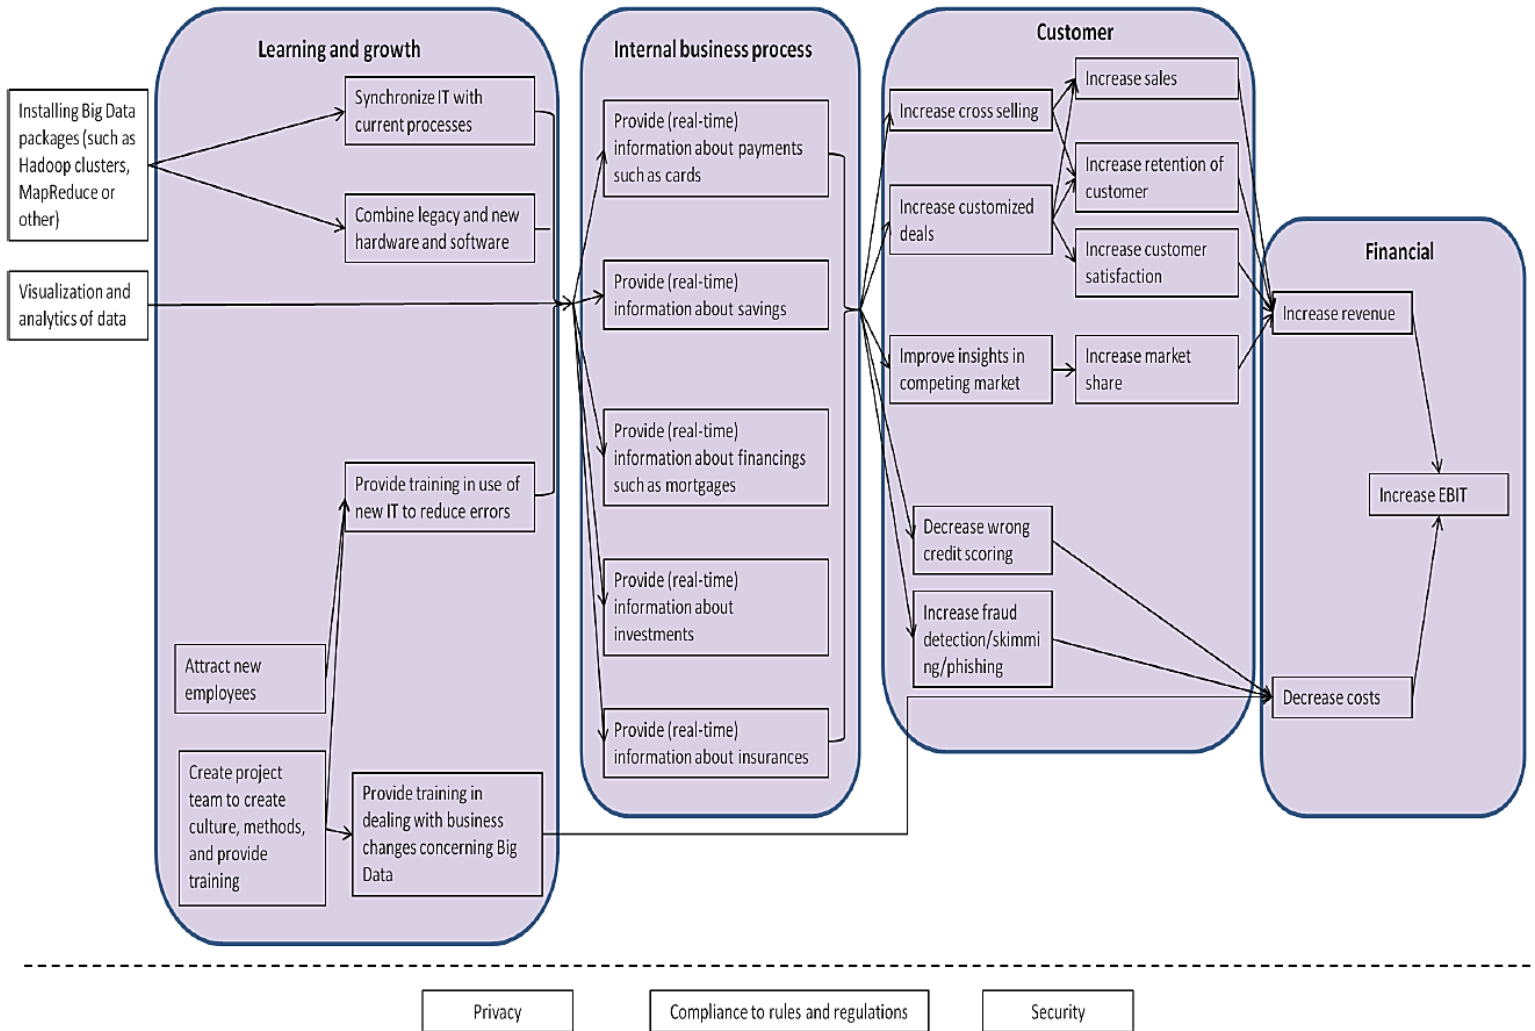 Learning and growth
Installing Big Data
packages (such as
Hadoop clusters,
MapReduce or
other)
Visualization and
analytics of data
Synchronize IT with
current processes
Combine legacy and new
hardware and software
Provide training in use of
new IT to reduce errors
Attract new
employees
Create project
team to create
culture, methods,
and provide
training
Provide training in
dealing with business
changes concerning Big
Data
Internal business process
Provide (real-time)
information about payments
such as cards
Provide (real-time)
information about savings
Provide (real-time)
information about financings
such as mortgages
Provide (real-time)
information about
investments
Provide (real-time)
information about insurances
Customer
Increase cross selling
Increase customized
deals
Improve insights in
competing market
Decrease wrong
credit scoring
Increase fraud
detection/skimmi
ng/phishing
Increase sales
Increase retention of
customer
Increase customer
satisfaction
Increase market
share
Financial
Increase revenue
Increase EBIT
Decrease costs
Privacy
Compliance to rules and regulations
Security